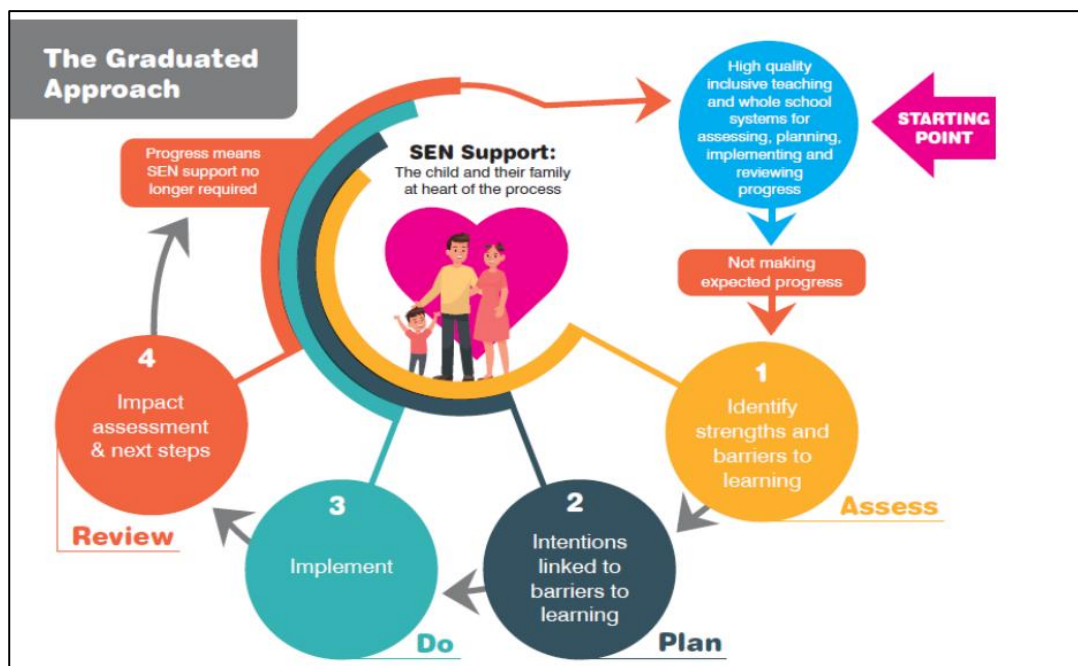 The Graduated
Approach
High quality
inclusive teaching
and whole school
systems for
assessing, planning,
implementing and
reviewing
progress
STARTING
POINT
Progress means
SEN support no
longer required
SEN Support:
The child and their family
at heart of the process
Not making
expected progress
1
Identify
strengths and
barriers to
learning
Assess
2
Intentions
linked to
barriers to
learning
Plan
3
Implement
Do
4
Impact
assessment
& next steps
Review